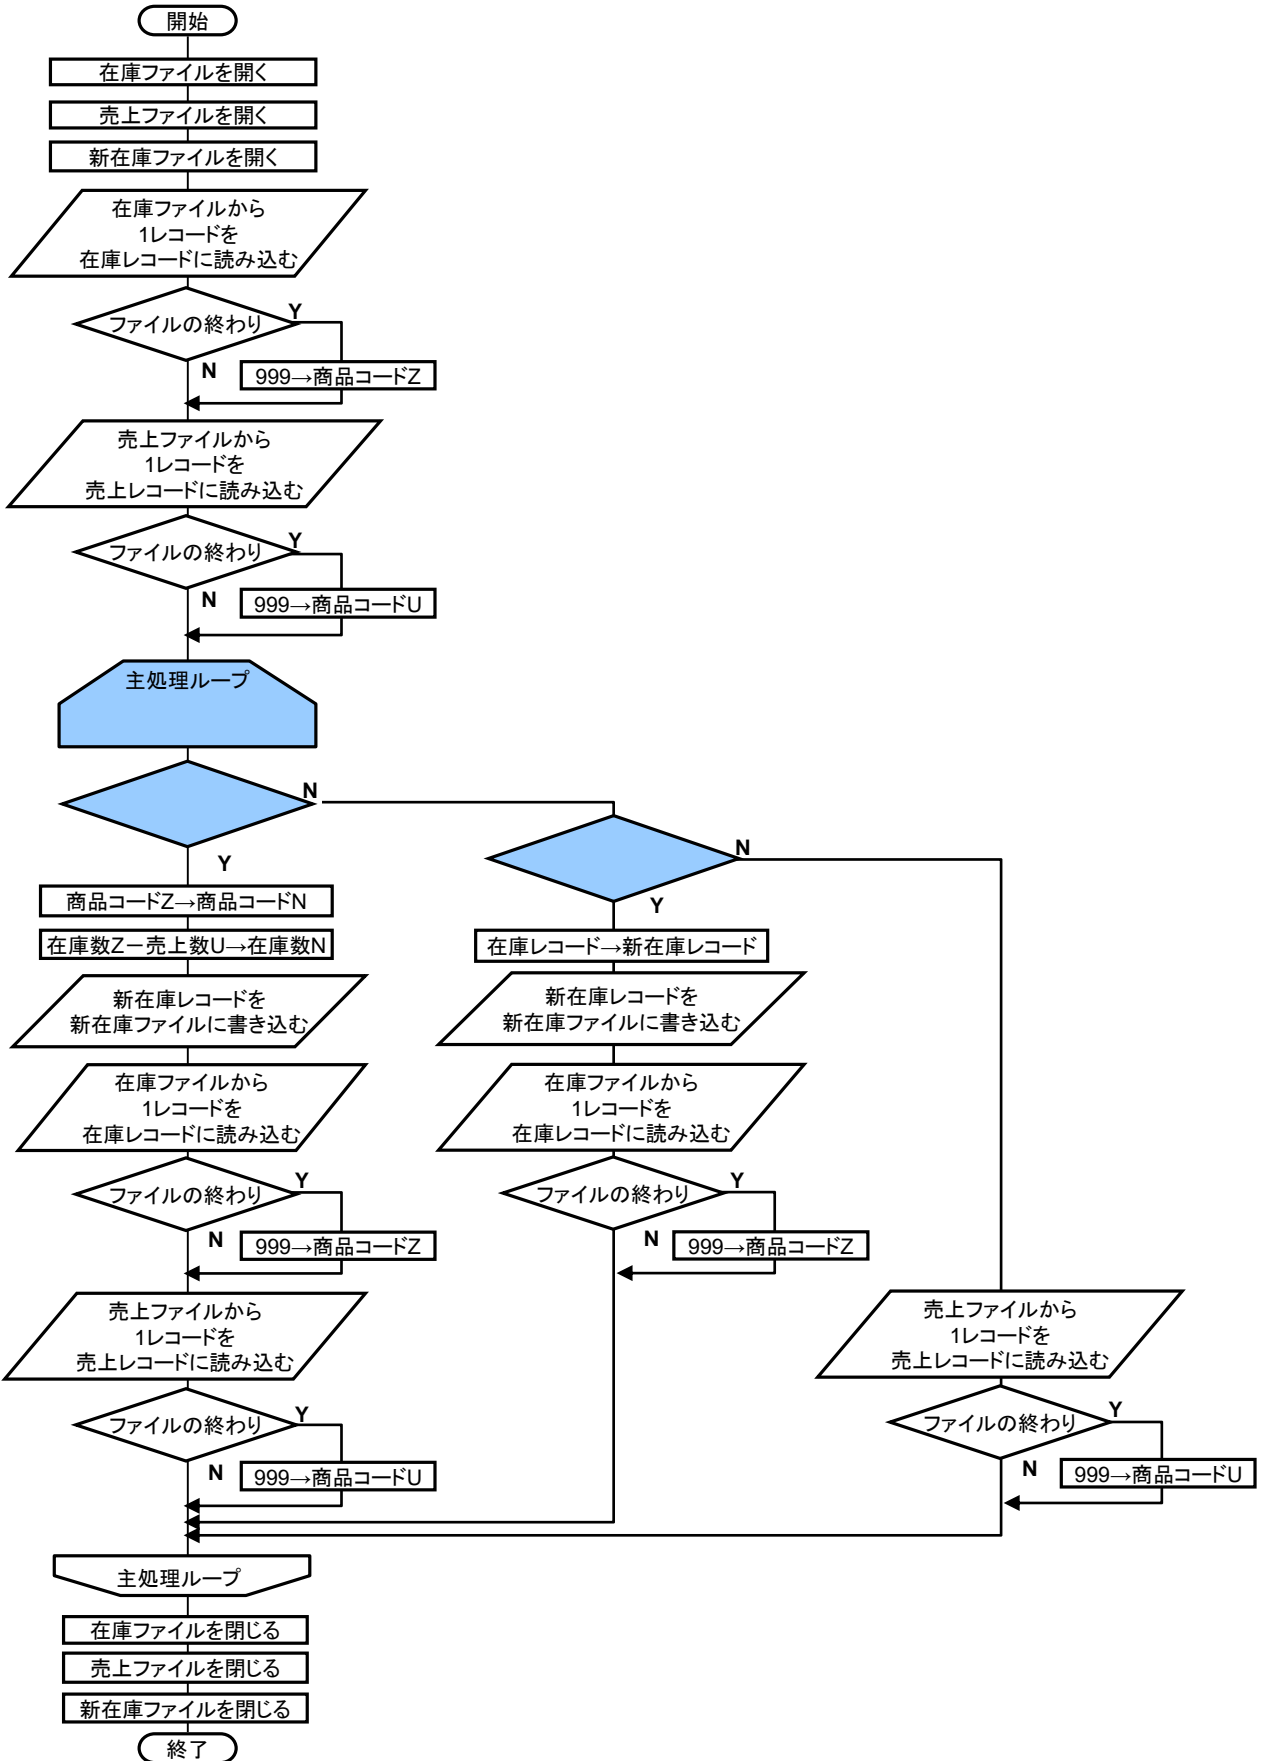 開始
在庫ファイルを開く
売上ファイルを開く
新在庫ファイルを開く
在庫ファイルから
1レコードを
在庫レコードに読み込む
ファイルの終わり
Y
N
999→商品コードZ
売上ファイルから
1レコードを
売上レコードに読み込む
ファイルの終わり
Y
N
999→商品コードU
主処理ループ
N
Y
商品コードZ→商品コードN
在庫数Z－売上数U→在庫数N
新在庫レコードを
新在庫ファイルに書き込む
在庫ファイルから
1レコードを
在庫レコードに読み込む
ファイルの終わり
Y
N
999→商品コードZ
売上ファイルから
1レコードを
売上レコードに読み込む
ファイルの終わり
Y
N
999→商品コードU
N
Y
在庫レコード→新在庫レコード
新在庫レコードを
新在庫ファイルに書き込む
在庫ファイルから
1レコードを
在庫レコードに読み込む
ファイルの終わり
Y
N
999→商品コードZ
売上ファイルから
1レコードを
売上レコードに読み込む
ファイルの終わり
Y
N
999→商品コードU
主処理ループ
在庫ファイルを閉じる
売上ファイルを閉じる
新在庫ファイルを閉じる
終了